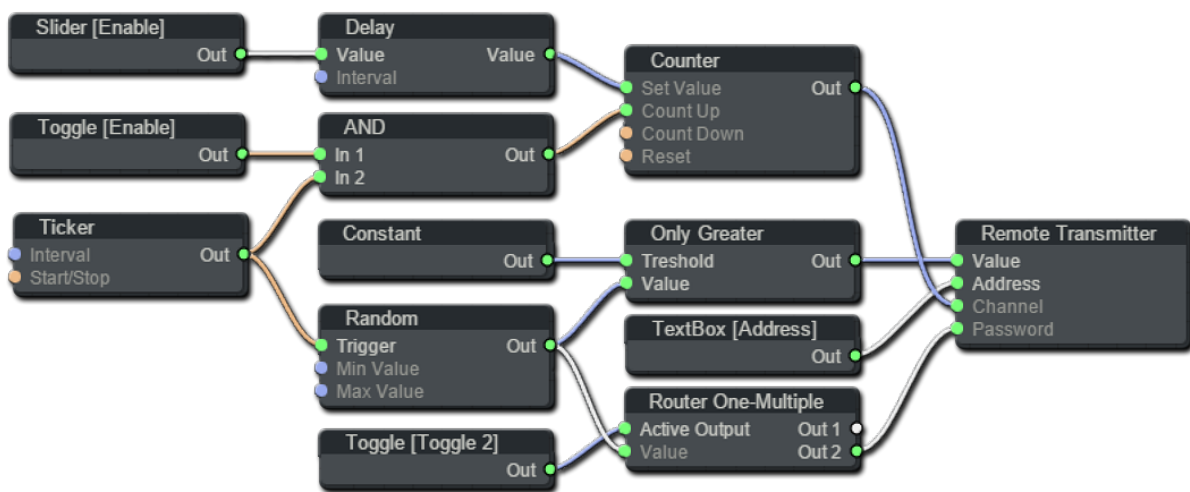 Slider [Enable]
Out
Delay
Value Value
Interval
Counter
Set Value Out
Count Up
Count Down
Reset
Toggle [Enable]
Out
AND
In 1 Out
In 2
Ticker
Interval Out
Start/Stop
Constant
Out
Only Greater
Treshold Out
Value
Remote Transmitter
Value
Address
Channel
Password
Random
Trigger Out
Min Value
Max Value
TextBox [Address]
Out
Router One-Multiple
Active Output Out 1
Value Out 2
Toggle [Toggle 2]
Out